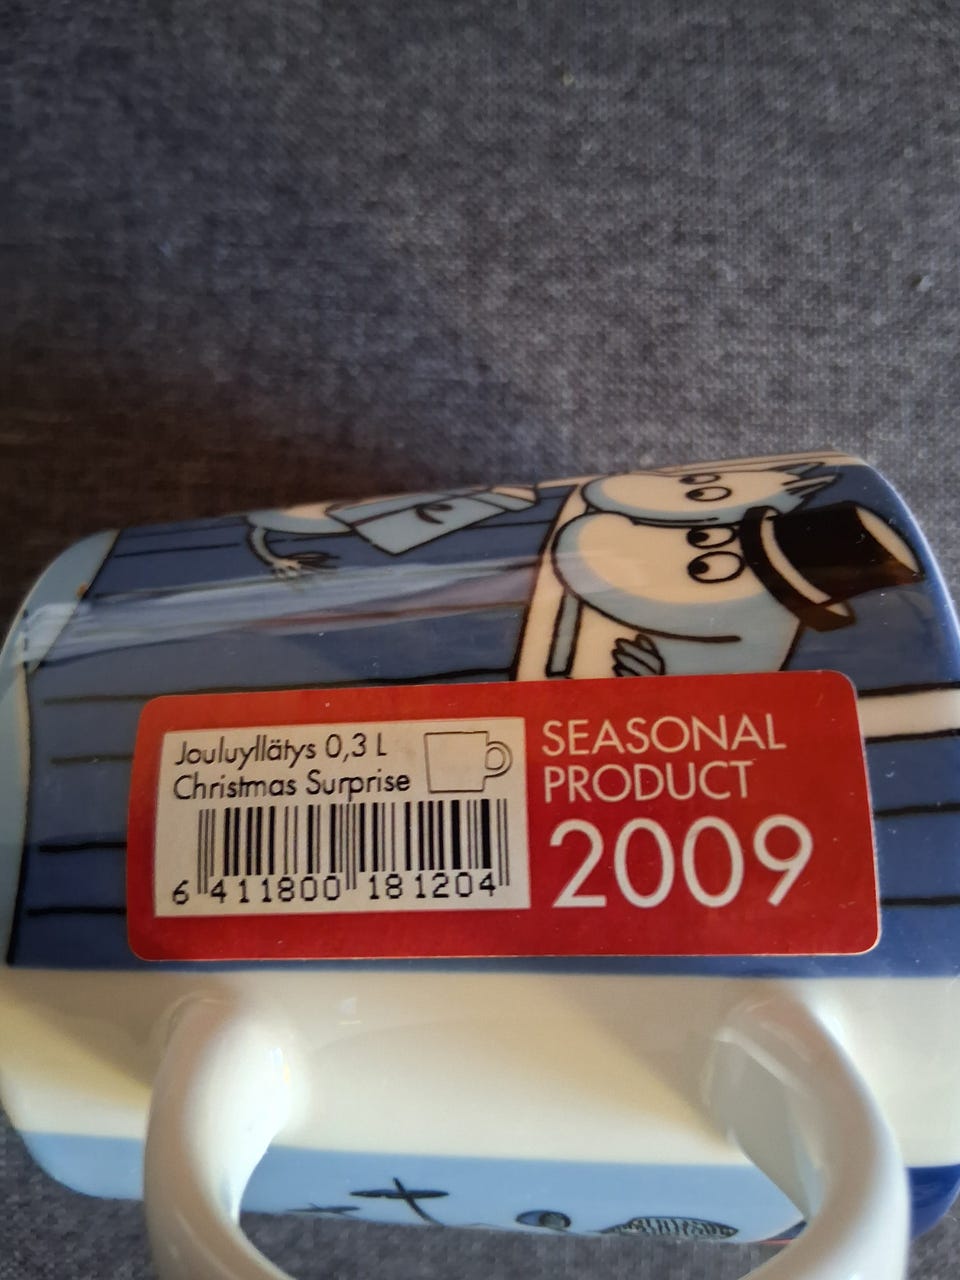 Jouluyllätys 0,3 L
Christmas Surprise
6 411800 181204
SEASONAL
PRODUCT
2009